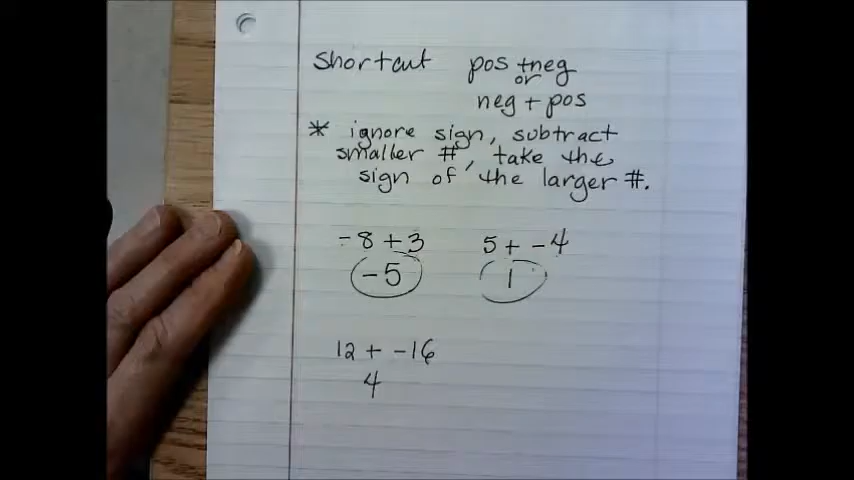 shortcut pos + neg
or
neg + pos
* ignore sign, subtract
smaller #, take the
sign of the larger #.
-8 + 3 5 + -4
-5 1
12 + -16
4